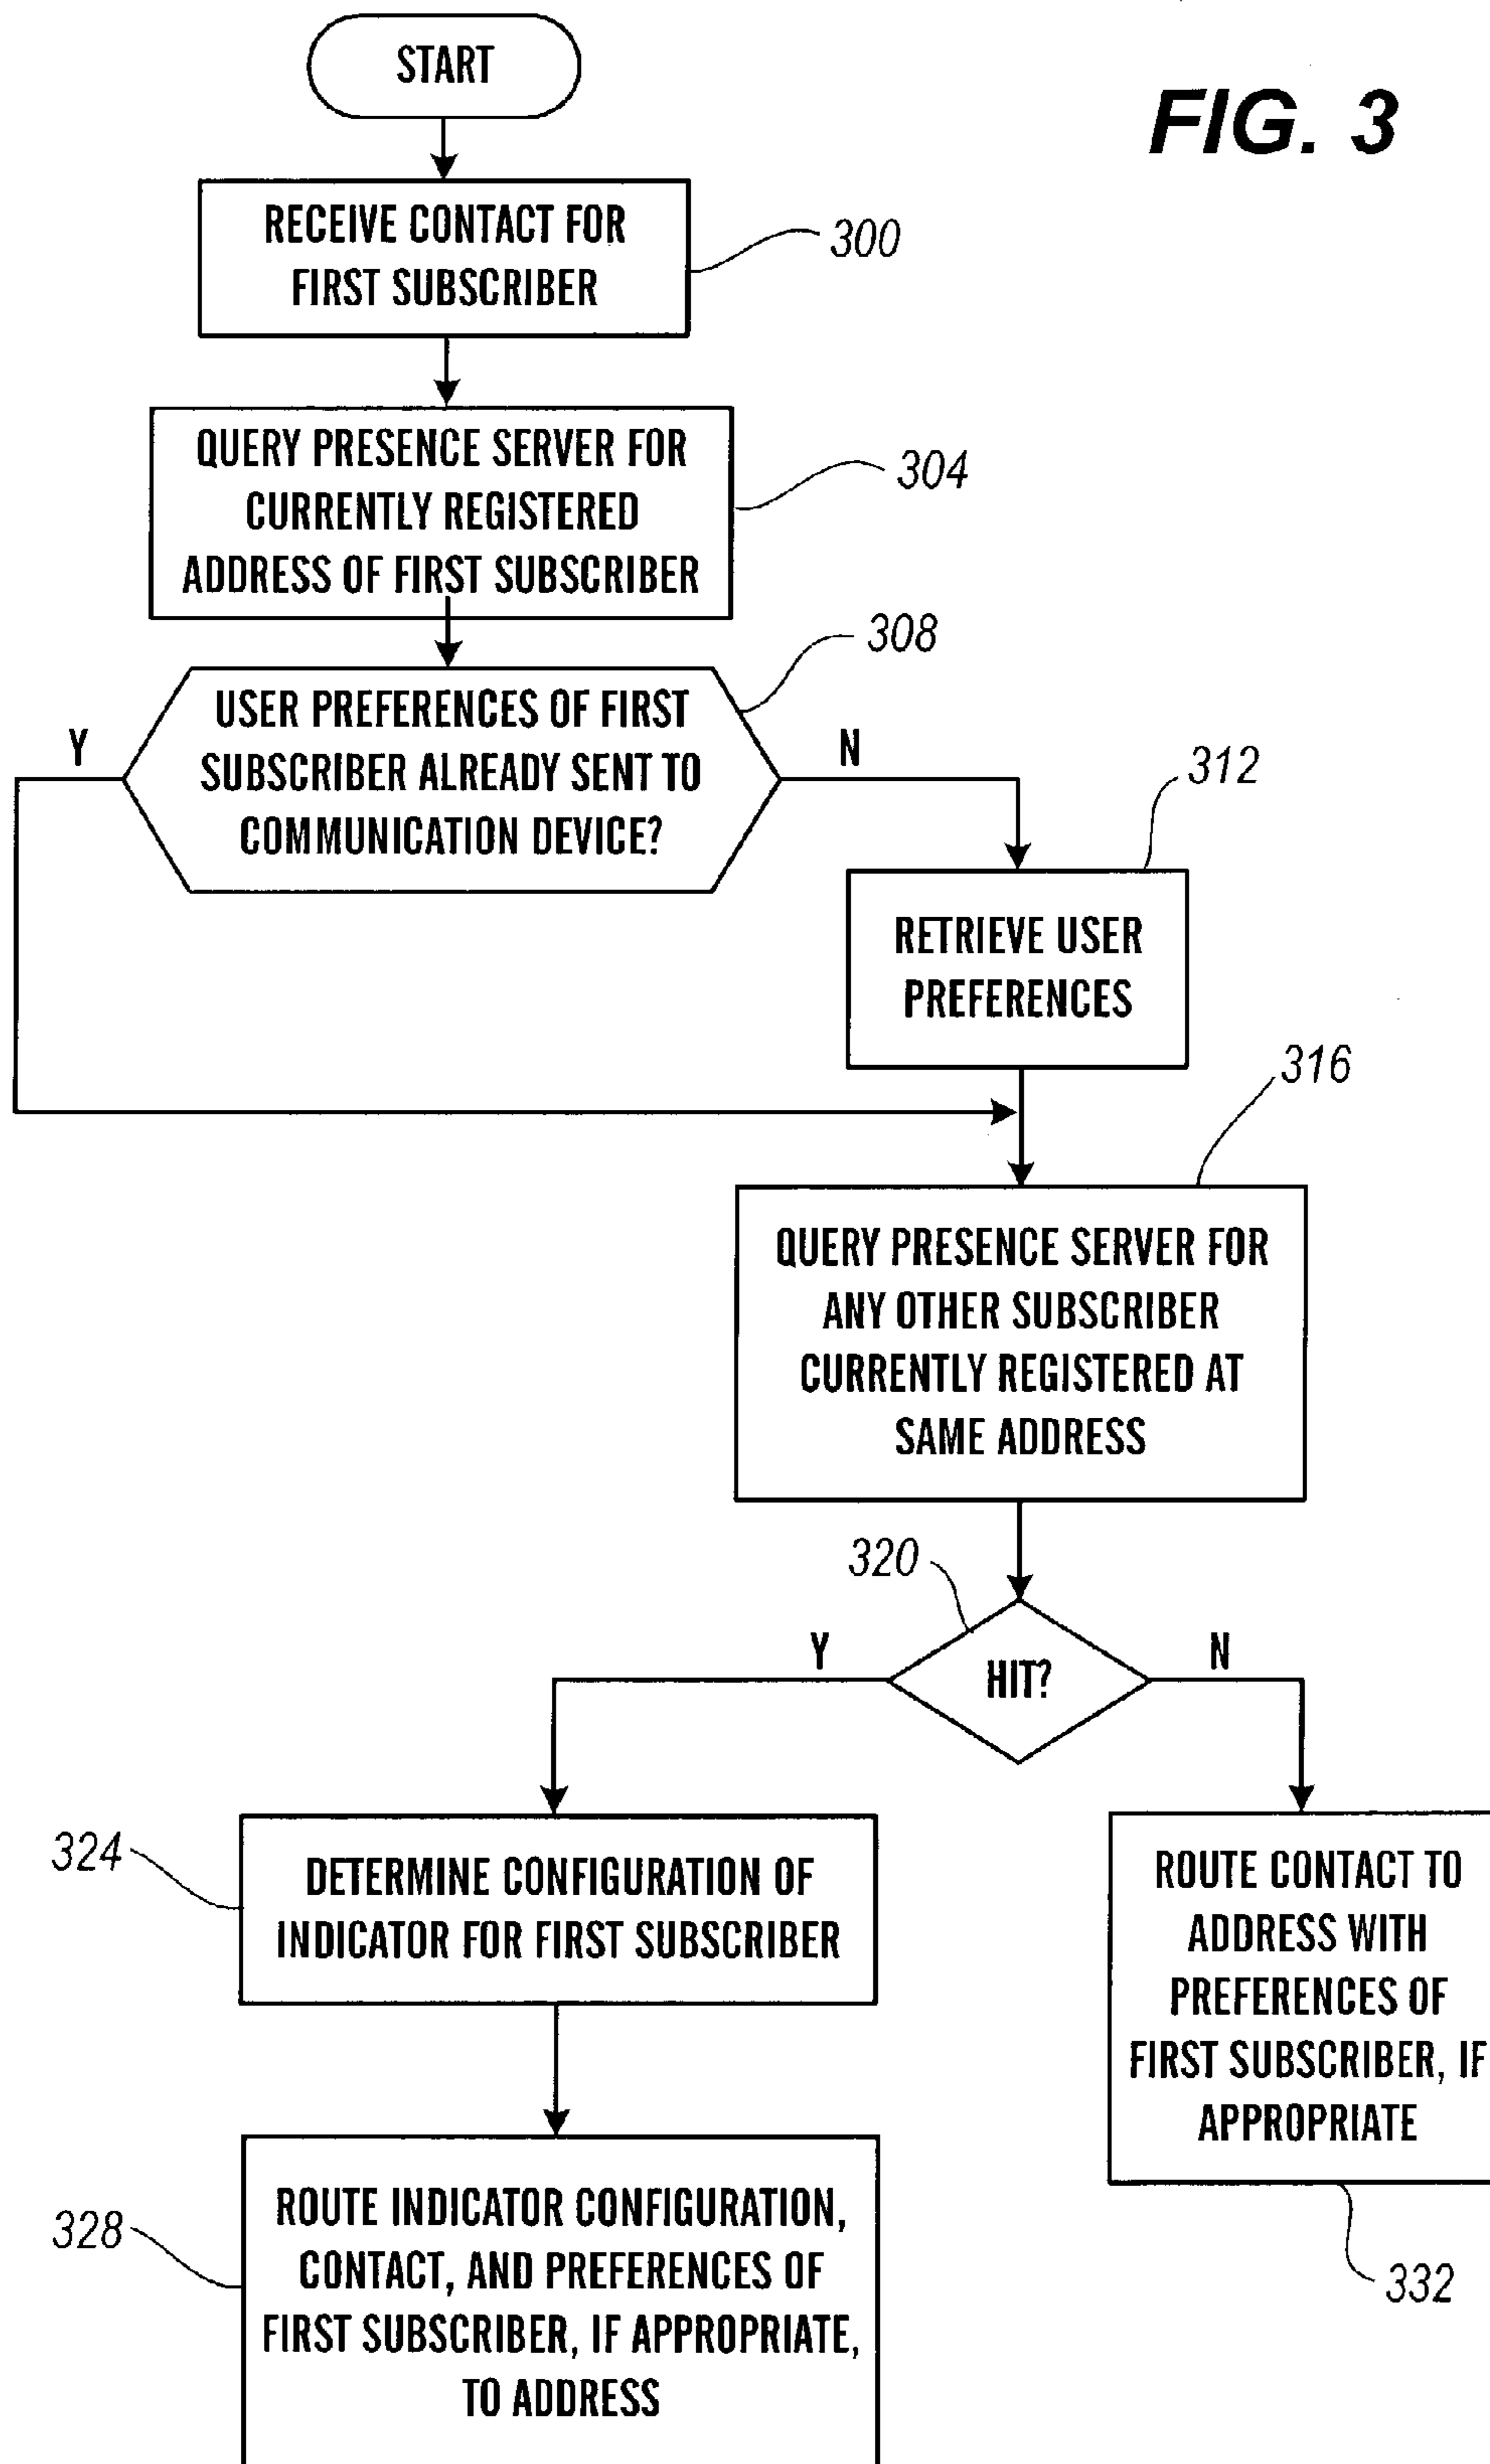 START
FIG. 3
RECEIVE CONTACT FOR
FIRST SUBSCRIBER
300
QUERY PRESENCE SERVER FOR
CURRENTLY REGISTERED
ADDRESS OF FIRST SUBSCRIBER
304
308
USER PREFERENCES OF FIRST
SUBSCRIBER ALREADY SENT TO
COMMUNICATION DEVICE?
Y
N
312
RETRIEVE USER
PREFERENCES
316
QUERY PRESENCE SERVER FOR
ANY OTHER SUBSCRIBER
CURRENTLY REGISTERED AT
SAME ADDRESS
320
HIT?
Y
N
324
DETERMINE CONFIGURATION OF
INDICATOR FOR FIRST SUBSCRIBER
ROUTE CONTACT TO
ADDRESS WITH
PREFERENCES OF
FIRST SUBSCRIBER, IF
APPROPRIATE
328
ROUTE INDICATOR CONFIGURATION,
CONTACT, AND PREFERENCES OF
FIRST SUBSCRIBER, IF APPROPRIATE,
TO ADDRESS
332